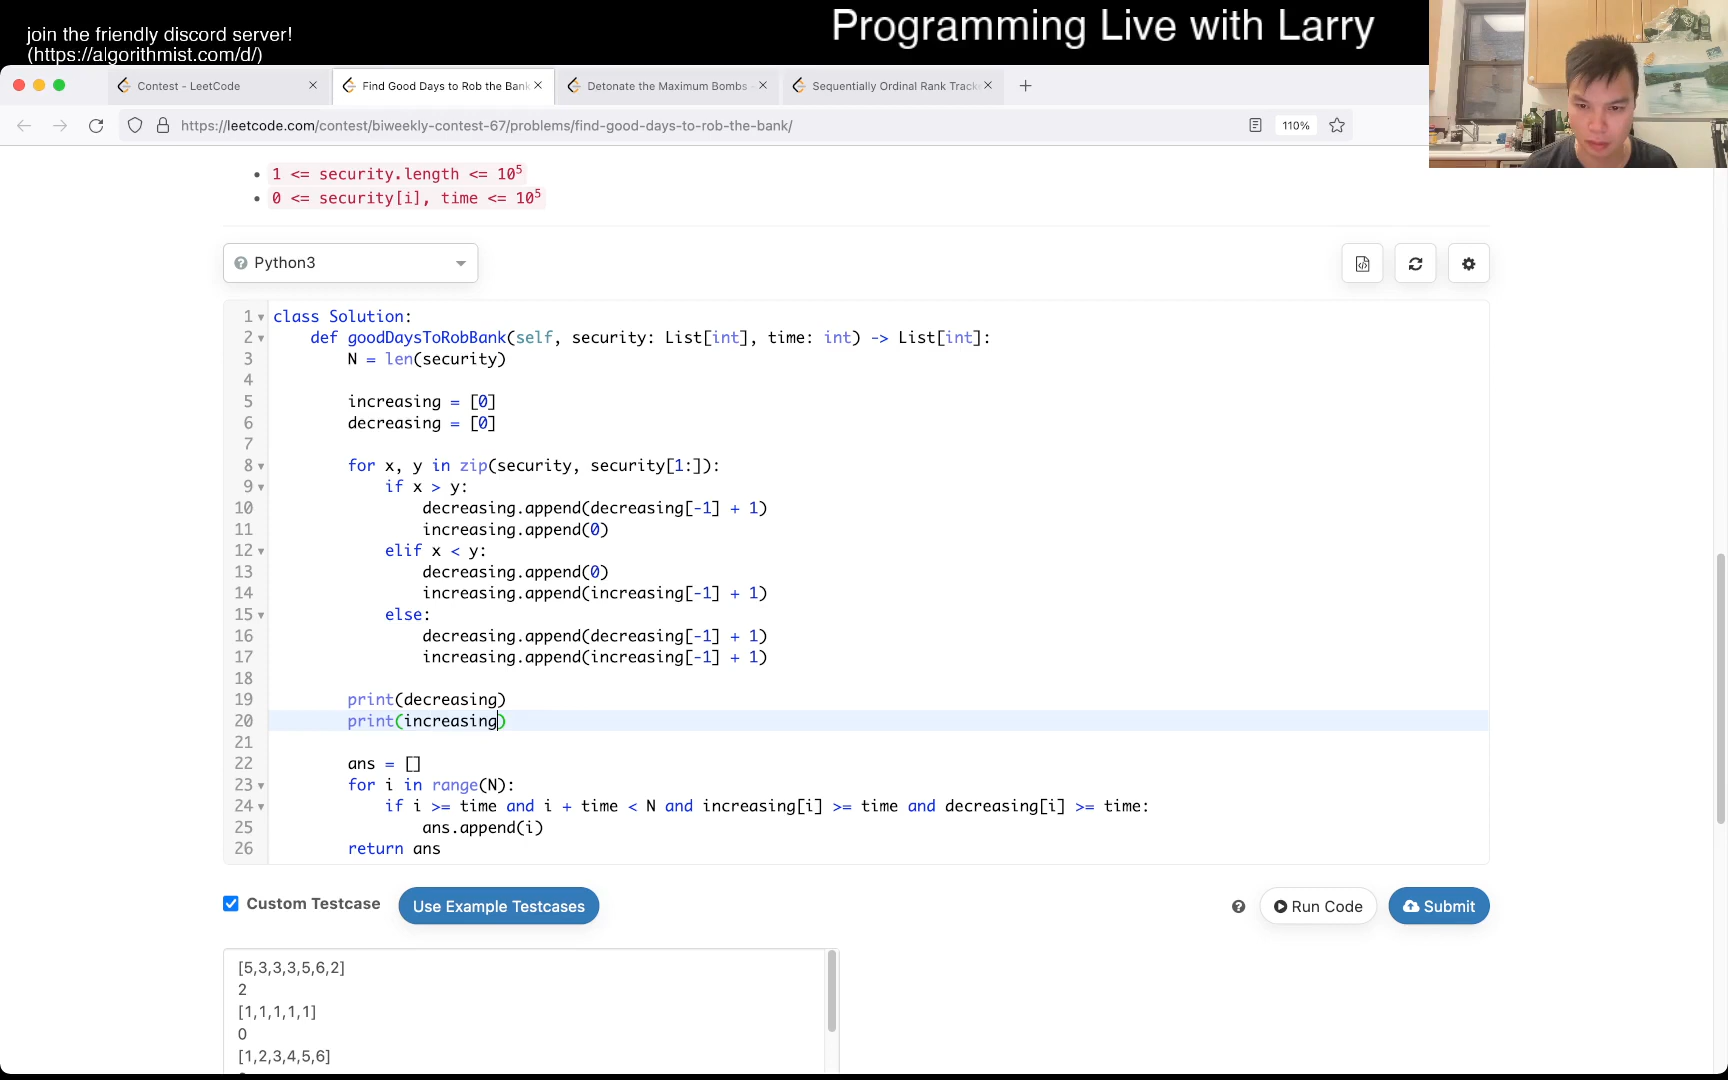 join the friendly discord server!
(https://algorithmist.com/d/)
Programming Live with Larry
Contest - LeetCode
Find Good Days to Rob the Bank
Detonate the Maximum Bombs
Sequentially Ordinal Rank Track
https://leetcode.com/contest/biweekly-contest-67/problems/find-good-days-to-rob-the-bank/
110%
• 1 <= security.length <= 10⁵
• 0 <= security[i], time <= 10⁵
Python3
1 class Solution:
2     def goodDaysToRobBank(self, security: List[int], time: int) -> List[int]:
3         N = len(security)
4
5         increasing = [0]
6         decreasing = [0]
7
8         for x, y in zip(security, security[1:]):
9             if x > y:
10                 decreasing.append(decreasing[-1] + 1)
11                 increasing.append(0)
12             elif x < y:
13                 decreasing.append(0)
14                 increasing.append(increasing[-1] + 1)
15             else:
16                 decreasing.append(decreasing[-1] + 1)
17                 increasing.append(increasing[-1] + 1)
18
19         print(decreasing)
20         print(increasing)
21
22         ans = []
23         for i in range(N):
24             if i >= time and i + time < N and increasing[i] >= time and decreasing[i] >= time:
25                 ans.append(i)
26         return ans
Custom Testcase
Use Example Testcases
Run Code
Submit
[5,3,3,3,5,6,2]
2
[1,1,1,1,1]
0
[1,2,3,4,5,6]